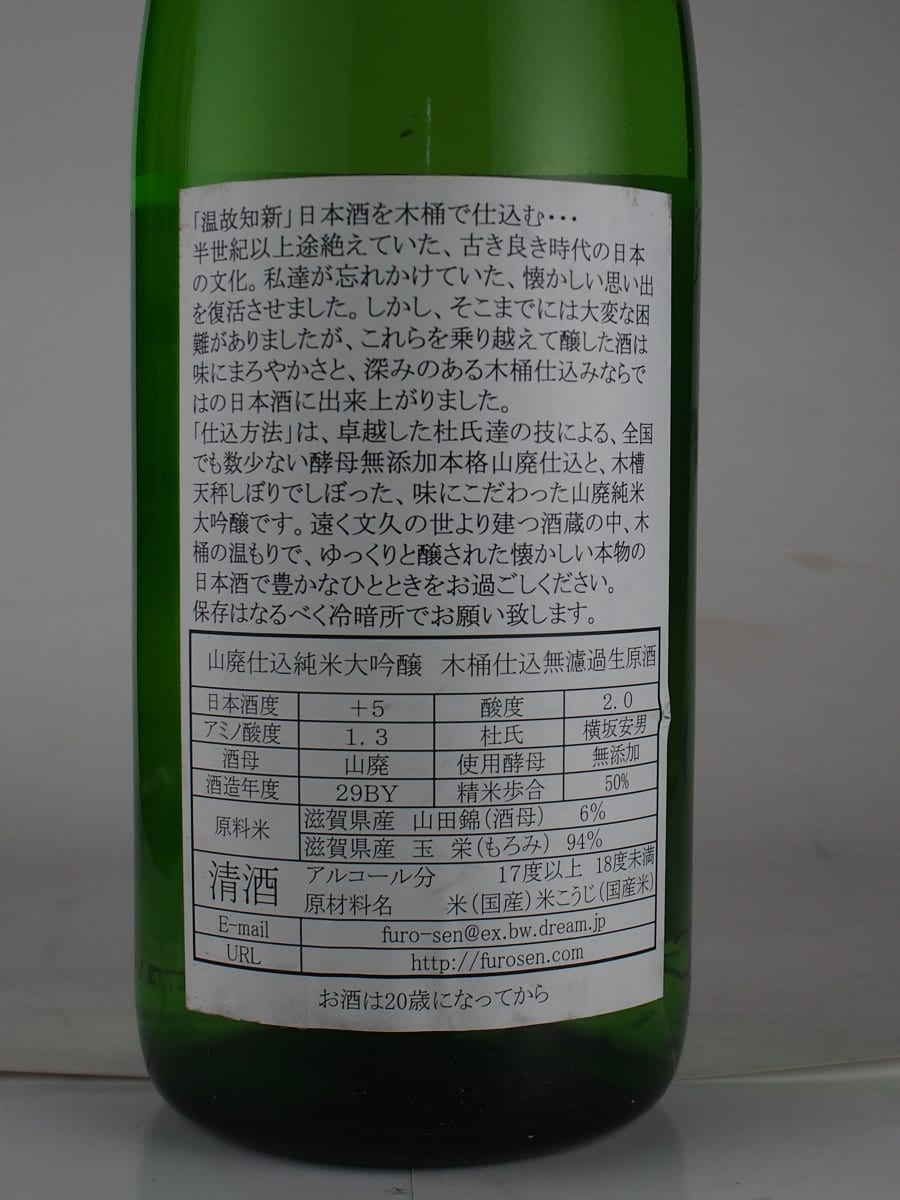 「温故知新」日本酒を木桶で仕込む・・・
半世紀以上途絶えていた、古き良き時代の日本
の文化。私達が忘れかけていた、懐かしい思い出
を復活させました。しかし、そこまでには大変な困
難がありましたが、これらを乗り越えて醸した酒は
味にまろやかさと、深みのある木桶仕込みならで
はの日本酒に出来上がりました。
「仕込方法」は、卓越した杜氏達の技による、全国
でも数少ない酵母無添加本格山廃仕込と、木槽
天秤しぼりでしぼった、味にこだわった山廃純米
大吟醸です。遠く文久の世より建つ酒蔵の中、木
桶の温もりで、ゆっくりと醸された懐かしい本物の
日本酒で豊かなひとときをお過ごしください。
保存はなるべく冷暗所でお願い致します。
山廃仕込純米大吟醸 木桶仕込無濾過生原酒
日本酒度 +5 酸度 2.0
アミノ酸度 1.3 杜氏 横坂安男
酒母 山廃 使用酵母 無添加
酒造年度 29BY 精米歩合 50%
原料米 滋賀県産 山田錦(酒母) 6%
滋賀県産 玉 栄(もろみ) 94%
清酒 アルコール分 17度以上 18度未満
原材料名 米(国産)米こうじ(国産米)
E-mail furo-sen@ex.bw.dream.jp
URL http://furosen.com
お酒は20歳になってから